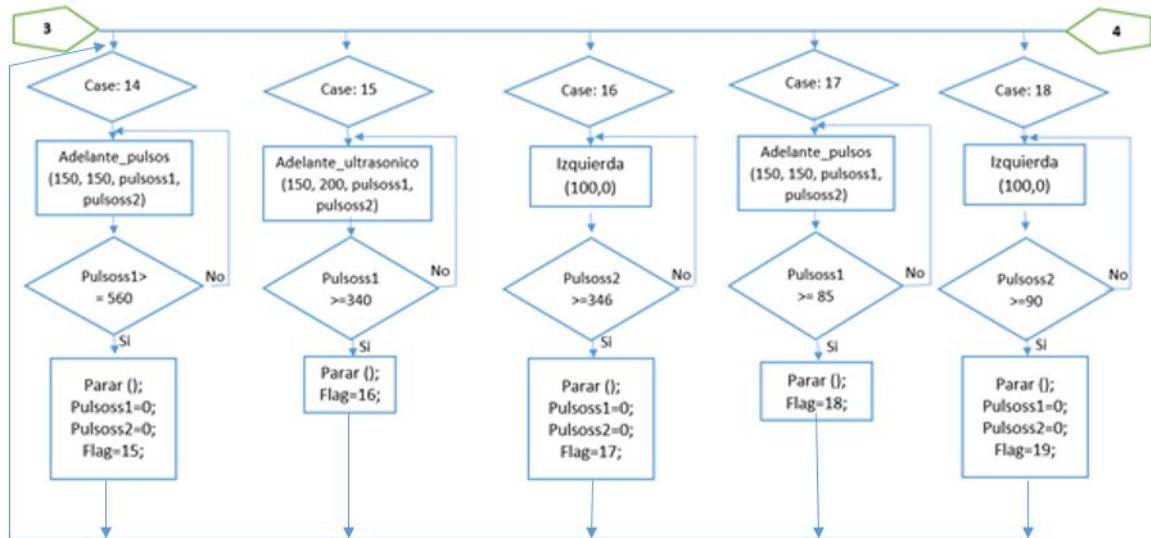 3
4
Case: 14
Case: 15
Case: 16
Case: 17
Case: 18
Adelante_pulsos
(150, 150, pulsoss1,
pulsoss2)
Adelante_ultrasonico
(150, 200, pulsoss1,
pulsoss2)
Izquierda
(100,0)
Adelante_pulsos
(150, 150, pulsoss1,
pulsoss2)
Izquierda
(100,0)
Pulsoss1>
= 560
No
Pulsoss1
>=340
No
Pulsoss2
>=346
No
Pulsoss1
>= 85
No
Pulsoss2
>=90
No
Si
Si
Si
Si
Si
Parar ();
Pulsoss1=0;
Pulsoss2=0;
Flag=15;
Parar ();
Flag=16;
Parar ();
Pulsoss1=0;
Pulsoss2=0;
Flag=17;
Parar ();
Flag=18;
Parar ();
Pulsoss1=0;
Pulsoss2=0;
Flag=19;